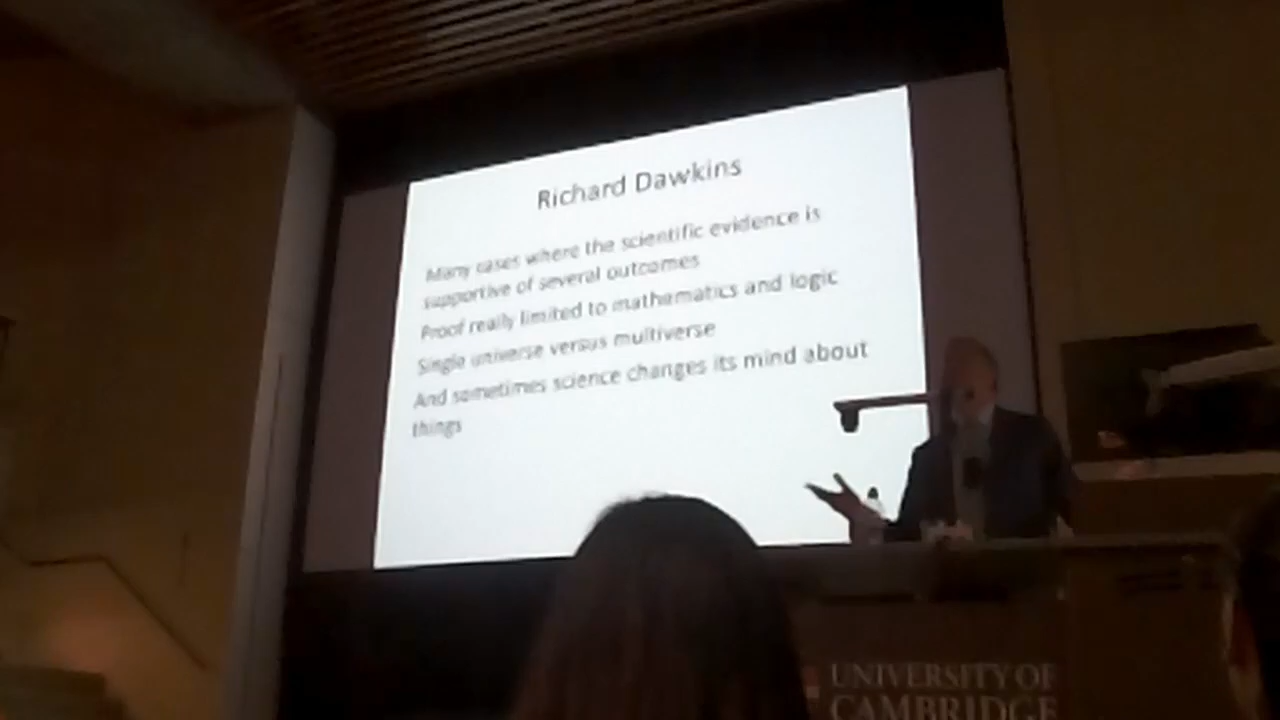 Richard Dawkins
Many cases where the scientific evidence is
supportive of several outcomes
Proof really limited to mathematics and logic
Single universe versus multiverse
And sometimes science changes its mind about
things
UNIVERSITY OF
CAMBRIDGE